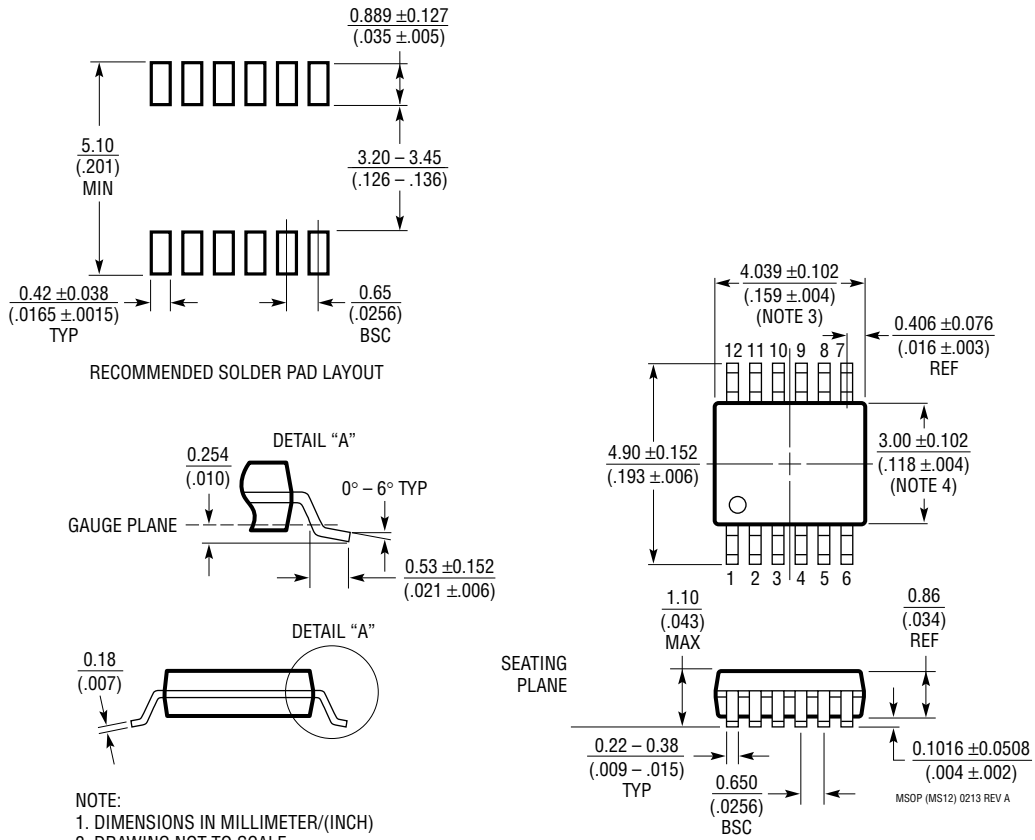 0.889 ±0.127
(.035 ±.005)
5.10
(.201)
MIN
3.20 – 3.45
(.126 – .136)
0.42 ±0.038
(.0165 ±.0015)
TYP
0.65
(.0256)
BSC
RECOMMENDED SOLDER PAD LAYOUT
4.039 ±0.102
(.159 ±.004)
(NOTE 3)
0.406 ±0.076
(.016 ±.003)
REF
12 11 10 9 8 7
4.90 ±0.152
(.193 ±.006)
3.00 ±0.102
(.118 ±.004)
(NOTE 4)
1 2 3 4 5 6
DETAIL “A”
0.254
(.010)
0° – 6° TYP
GAUGE PLANE
0.53 ±0.152
(.021 ±.006)
DETAIL “A”
0.18
(.007)
SEATING
PLANE
1.10
(.043)
MAX
0.86
(.034)
REF
0.22 – 0.38
(.009 – .015)
TYP
0.650
(.0256)
BSC
0.1016 ±0.0508
(.004 ±.002)
MSOP (MS12) 0213 REV A
NOTE:
1. DIMENSIONS IN MILLIMETER/(INCH)
2. DRAWING NOT TO SCALE